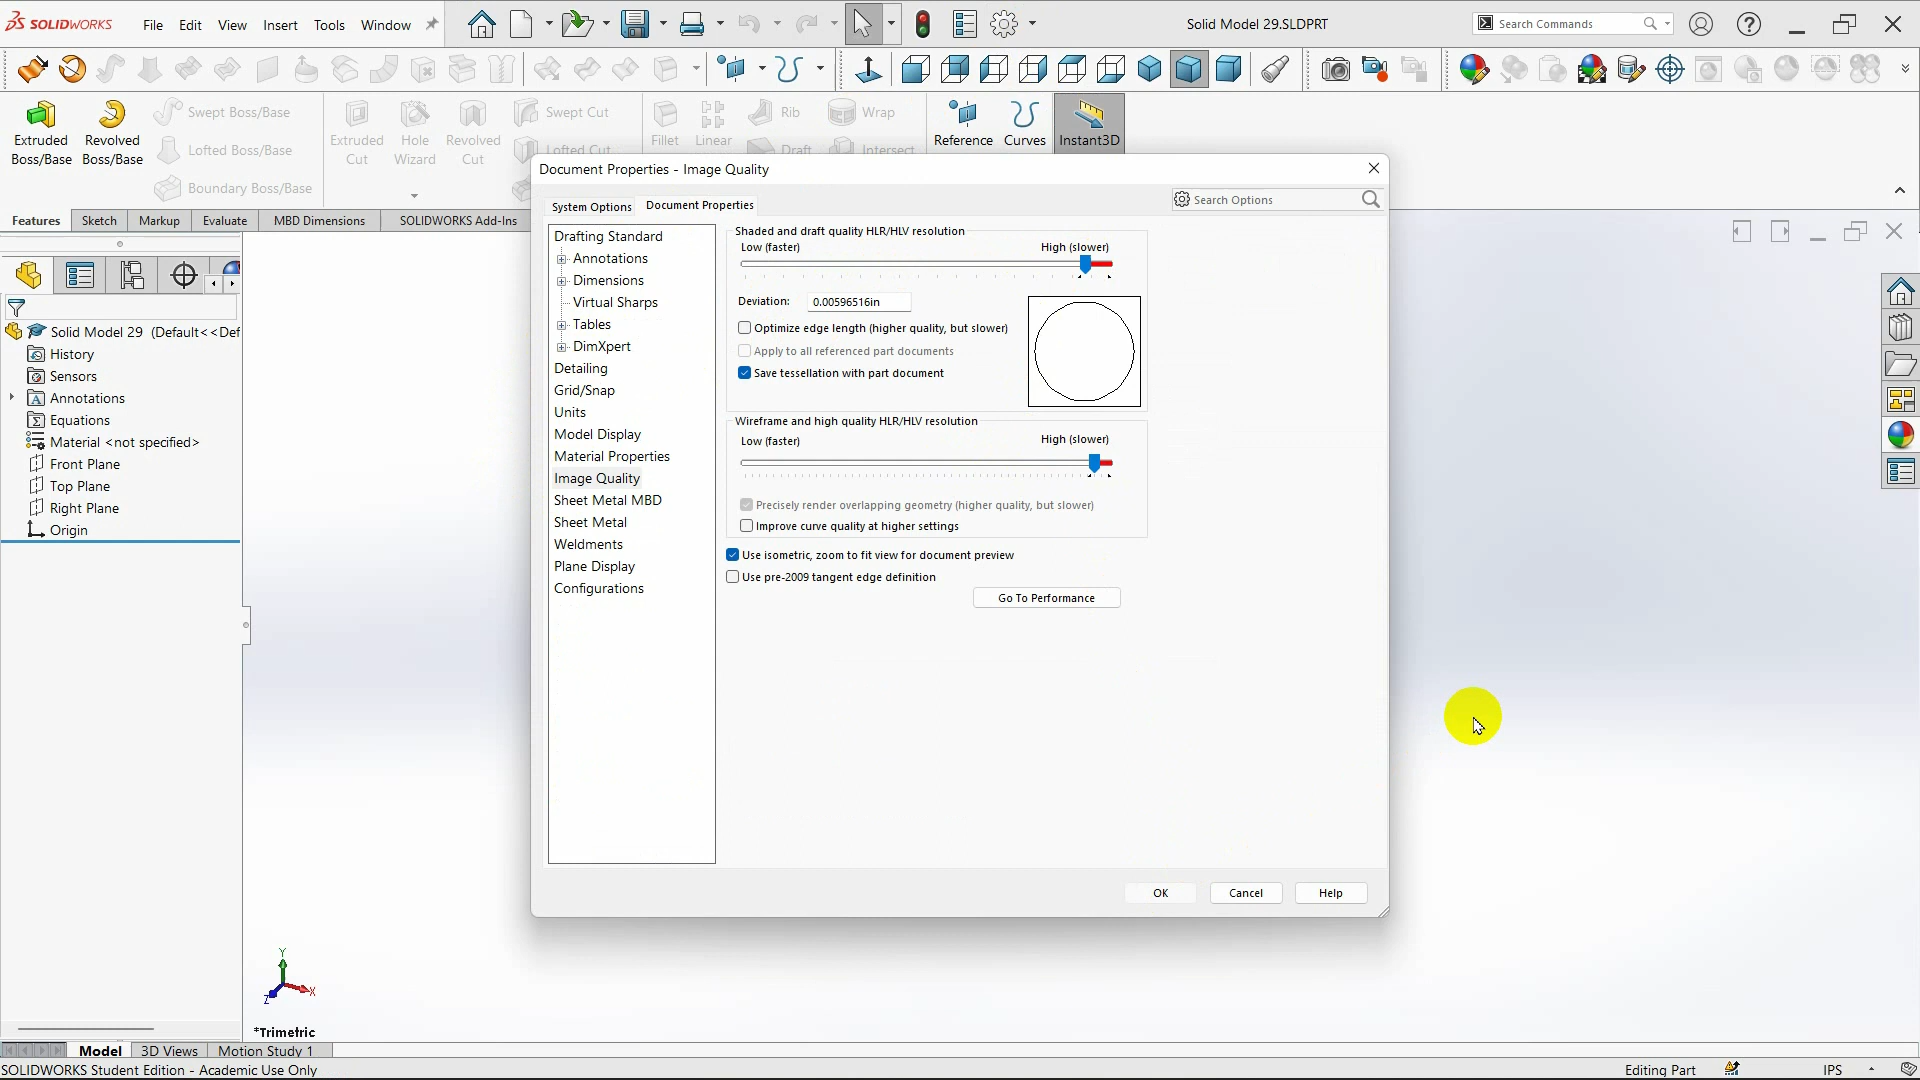 SOLIDWORKS File Edit View Insert Tools Window Solid Model 29.SLDPRT Search Commands
Extruded Boss/Base
Revolved Boss/Base
Swept Boss/Base
Lofted Boss/Base
Boundary Boss/Base
Extruded Cut
Hole Wizard
Revolved Cut
Swept Cut
Lofted Cut
Fillet
Linear
Rib
Draft
Wrap
Intersect
Reference
Curves
Instant3D
Features Sketch Markup Evaluate MBD Dimensions SOLIDWORKS Add-Ins
Solid Model 29 (Default<<Def
History
Sensors
Annotations
Equations
Material <not specified>
Front Plane
Top Plane
Right Plane
Origin
Document Properties - Image Quality
System Options Document Properties
Search Options
Drafting Standard
Annotations
Dimensions
Virtual Sharps
Tables
DimXpert
Detailing
Grid/Snap
Units
Model Display
Material Properties
Image Quality
Sheet Metal MBD
Sheet Metal
Weldments
Plane Display
Configurations
Shaded and draft quality HLR/HLV resolution
Low (faster) High (slower)
Deviation: 0.00596516in
Optimize edge length (higher quality, but slower)
Apply to all referenced part documents
Save tessellation with part document
Wireframe and high quality HLR/HLV resolution
Low (faster) High (slower)
Precisely render overlapping geometry (higher quality, but slower)
Improve curve quality at higher settings
Use isometric, zoom to fit view for document preview
Use pre-2009 tangent edge definition
Go To Performance
OK Cancel Help
Y
X
Z
*Trimetric
Model 3D Views Motion Study 1
SOLIDWORKS Student Edition - Academic Use Only Editing Part IPS